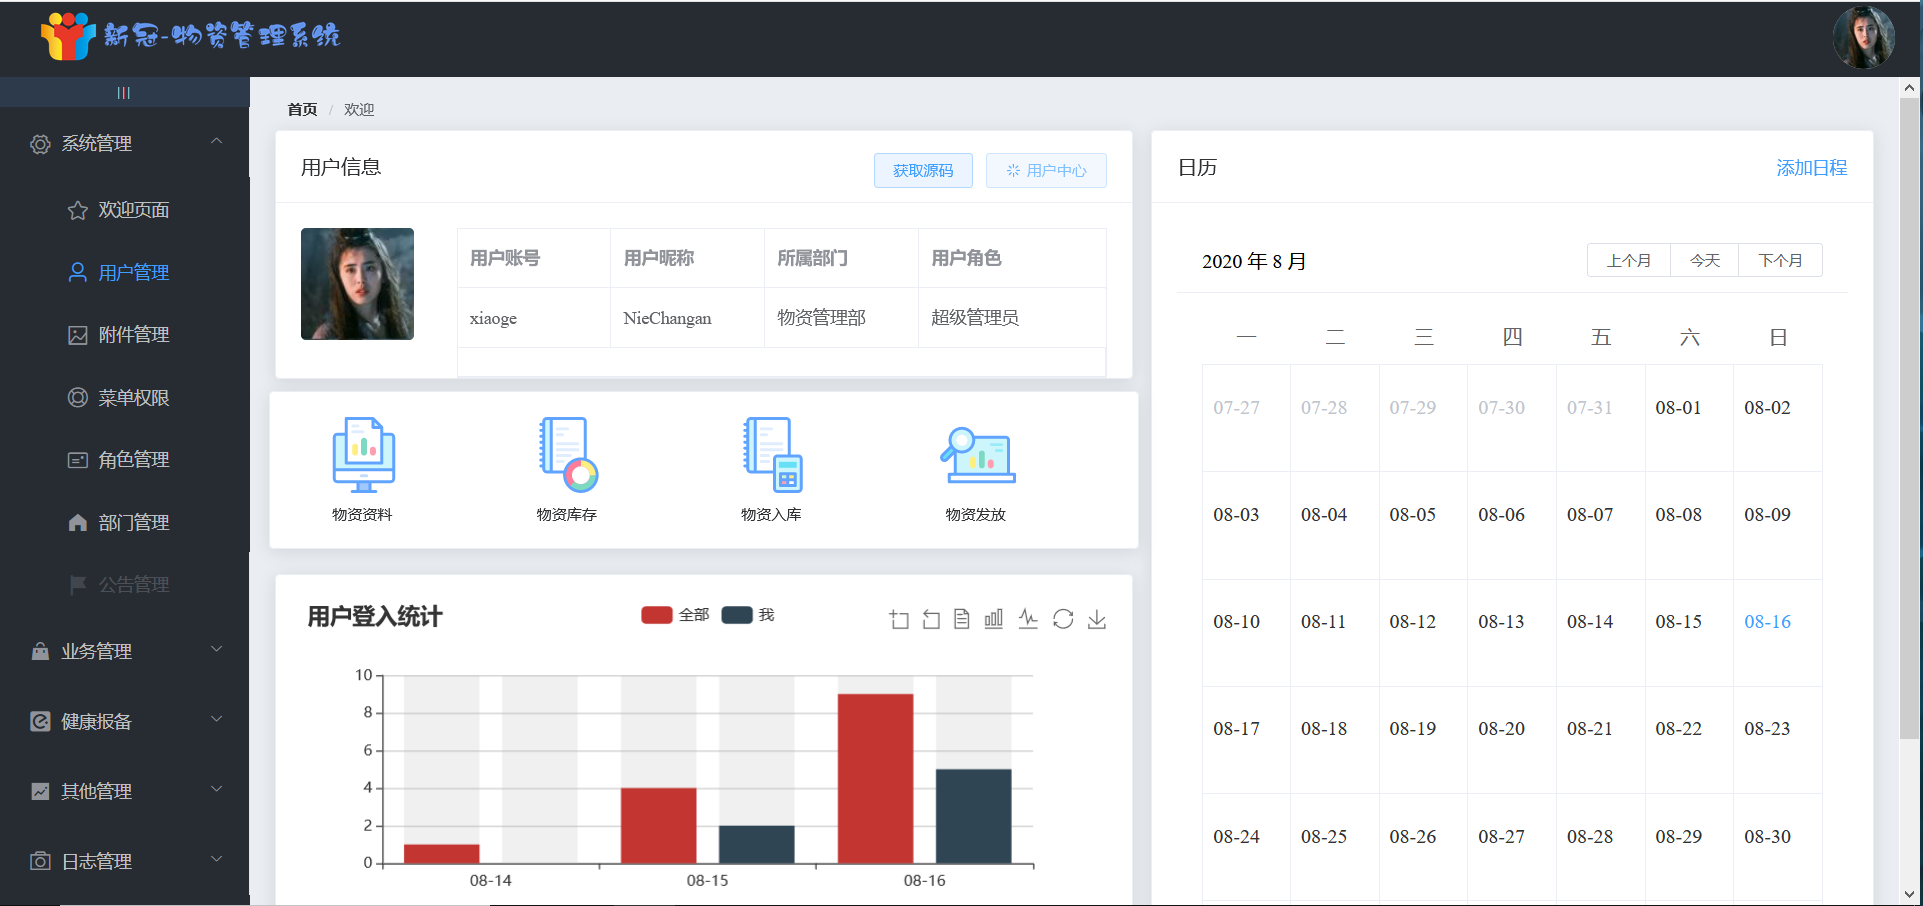 新冠-物资管理系统
|||
系统管理
欢迎页面
用户管理
附件管理
菜单权限
角色管理
部门管理
公告管理
业务管理
健康报备
其他管理
日志管理
首页 / 欢迎
用户信息
获取源码 用户中心
用户账号 用户昵称 所属部门 用户角色
xiaoge NieChangan 物资管理部 超级管理员
物资资料 物资库存 物资入库 物资发放
用户登入统计
全部 我
10
8
6
4
2
0
08-14 08-15 08-16
日历 添加日程
2020 年 8 月 上个月 今天 下个月
一 二 三 四 五 六 日
07-27 07-28 07-29 07-30 07-31 08-01 08-02
08-03 08-04 08-05 08-06 08-07 08-08 08-09
08-10 08-11 08-12 08-13 08-14 08-15 08-16
08-17 08-18 08-19 08-20 08-21 08-22 08-23
08-24 08-25 08-26 08-27 08-28 08-29 08-30